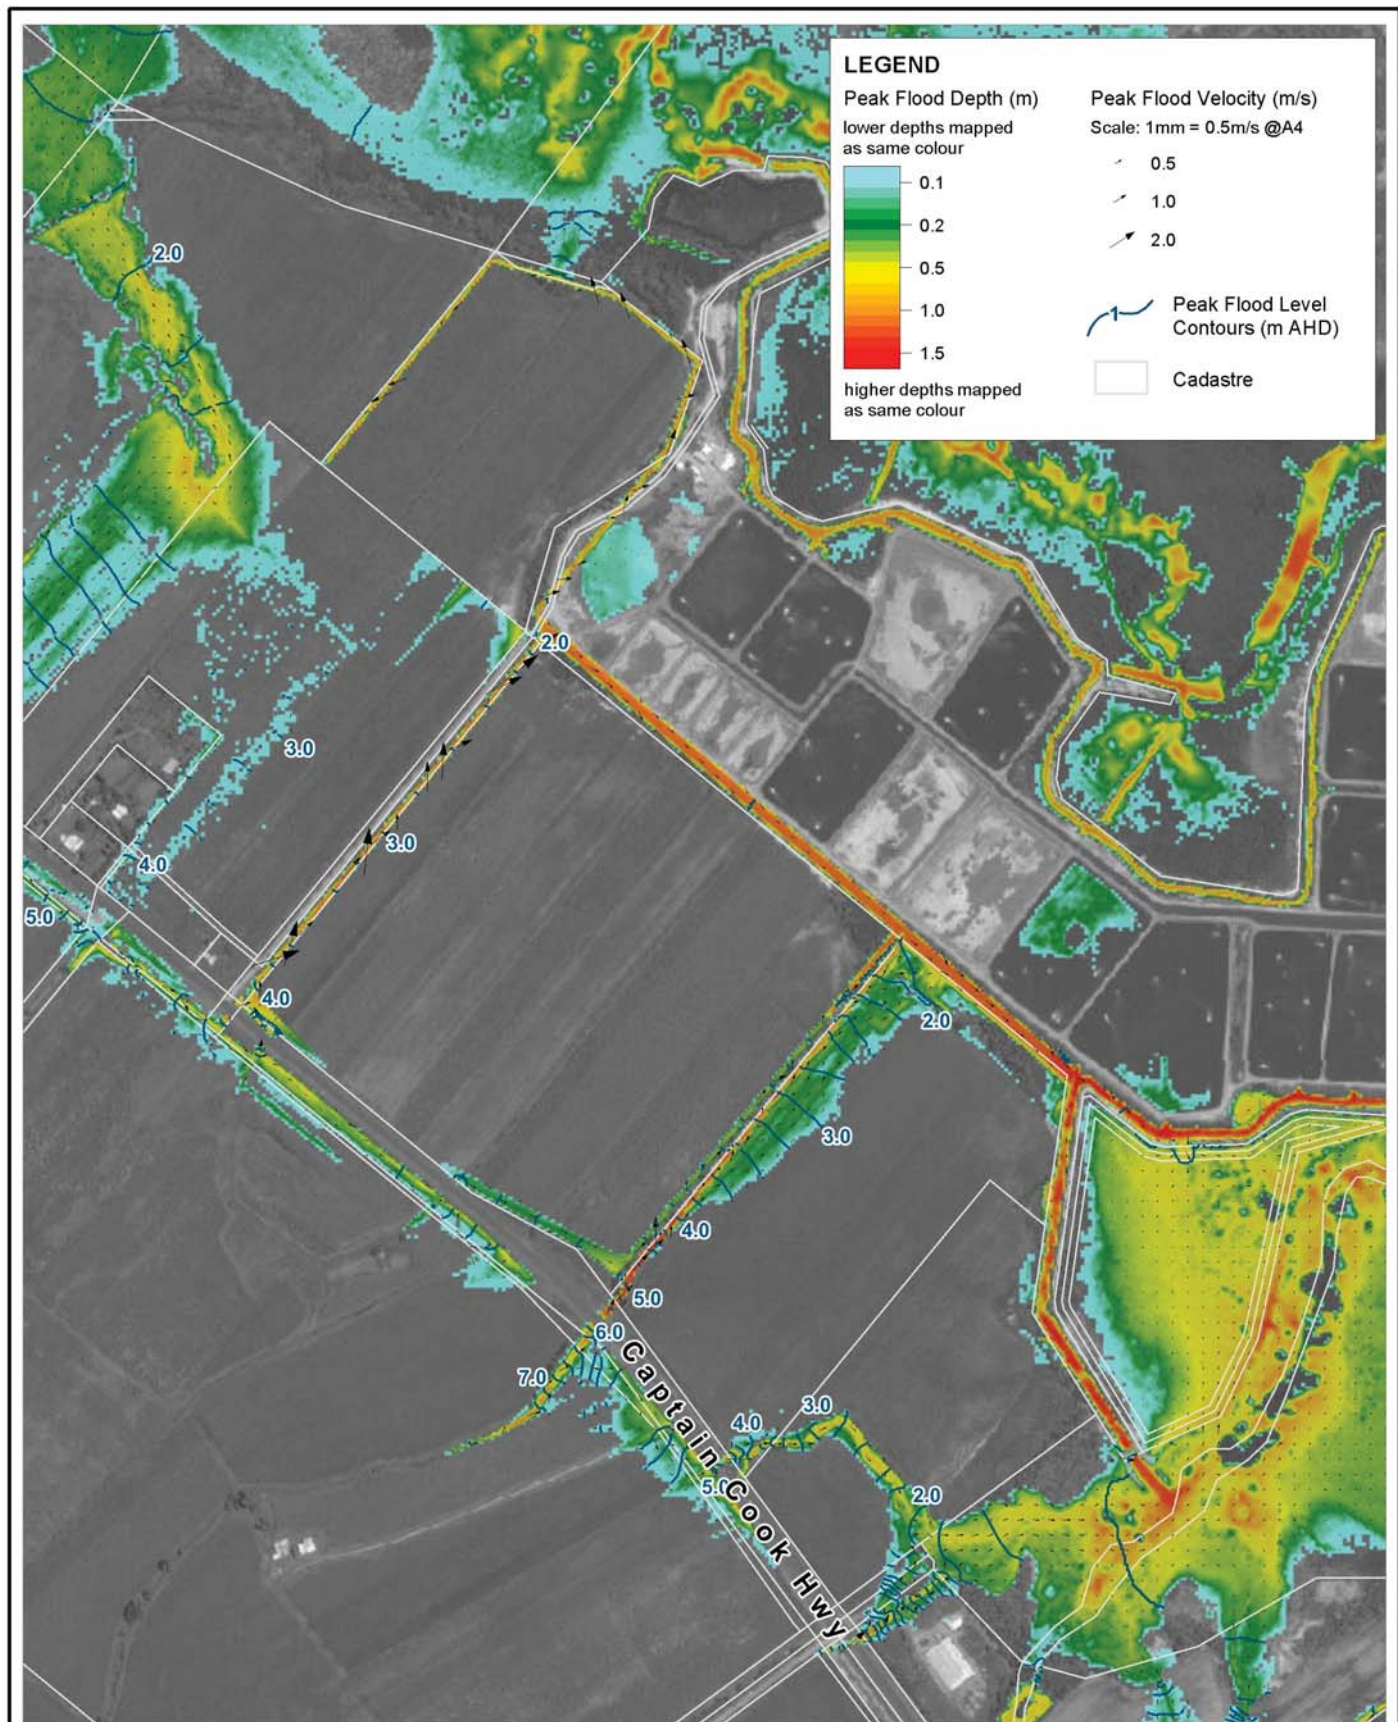 LEGEND
Peak Flood Depth (m)
lower depths mapped
as same colour
0.1
0.2
0.5
1.0
1.5
higher depths mapped
as same colour
Peak Flood Velocity (m/s)
Scale: 1mm = 0.5m/s @A4
0.5
1.0
2.0
1
Peak Flood Level
Contours (m AHD)
Cadastre
2.0
2.0
3.0
3.0
4.0
5.0
4.0
2.0
3.0
4.0
5.0
6.0
7.0
3.0
4.0
5.0
2.0
Captain Cook Hwy